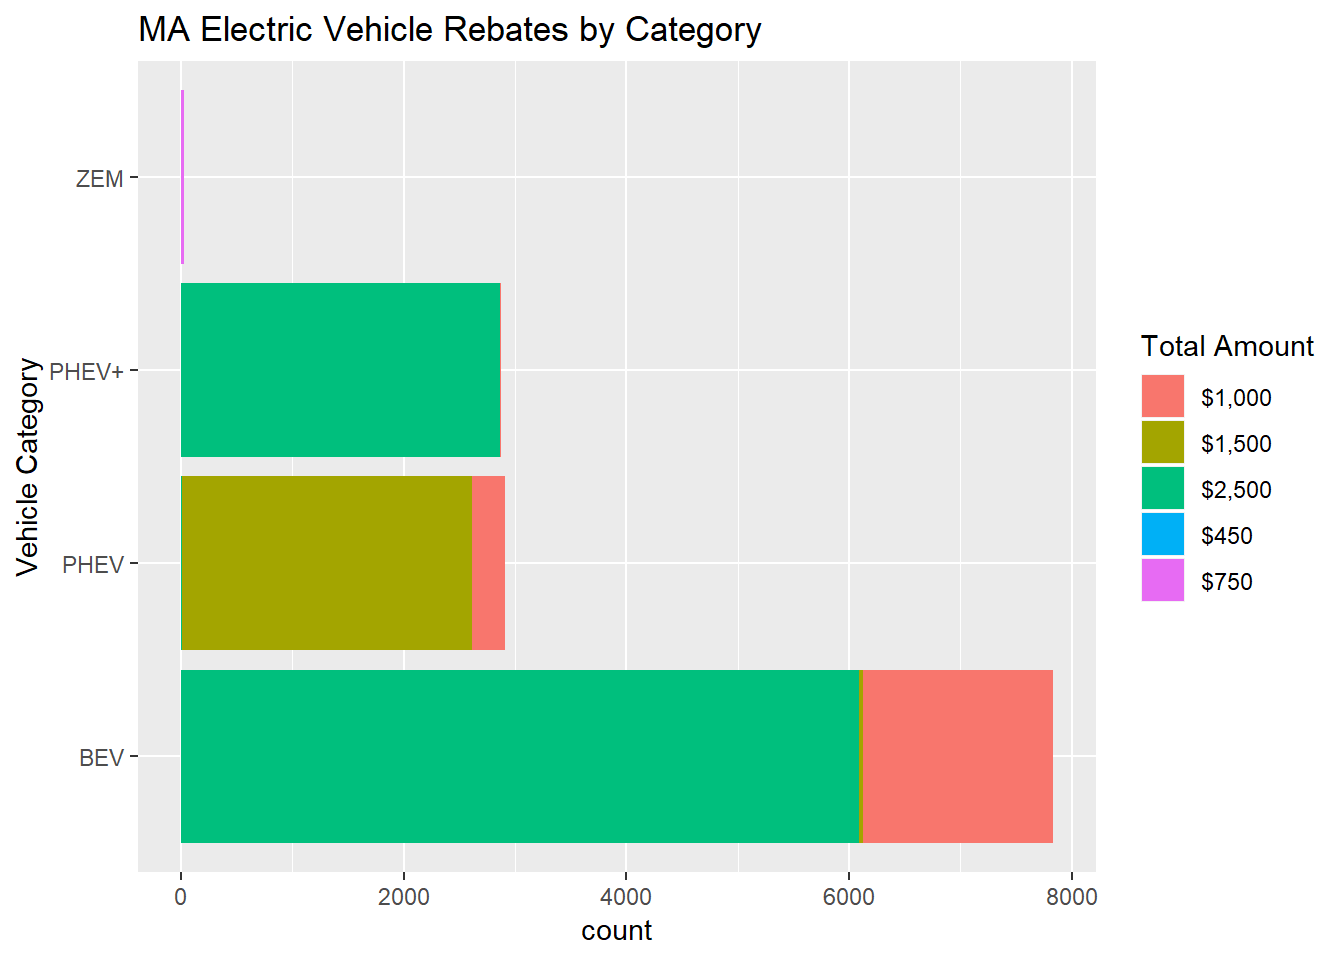 MA Electric Vehicle Rebates by Category
Vehicle Category
ZEM
PHEV+
PHEV
BEV
0 2000 4000 6000 8000
count
Total Amount
$1,000
$1,500
$2,500
$450
$750